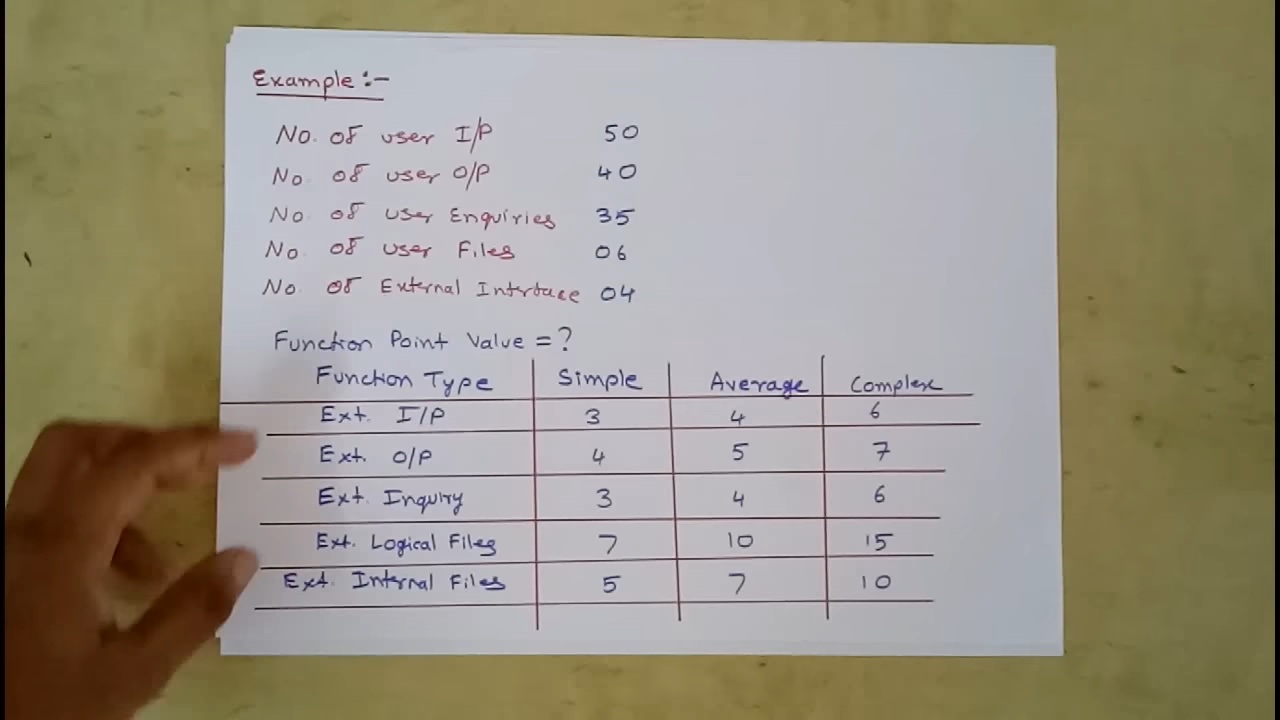 Example :-
No. of user I/P 50
No. of user O/P 40
No. of user Enquiries 35
No. of user Files 06
No. of External Interface 04
Function Point Value = ?
Function Type Simple Average Complex
Ext. I/P 3 4 6
Ext. O/P 4 5 7
Ext. Inquiry 3 4 6
Ext. Logical Files 7 10 15
Ext. Internal Files 5 7 10